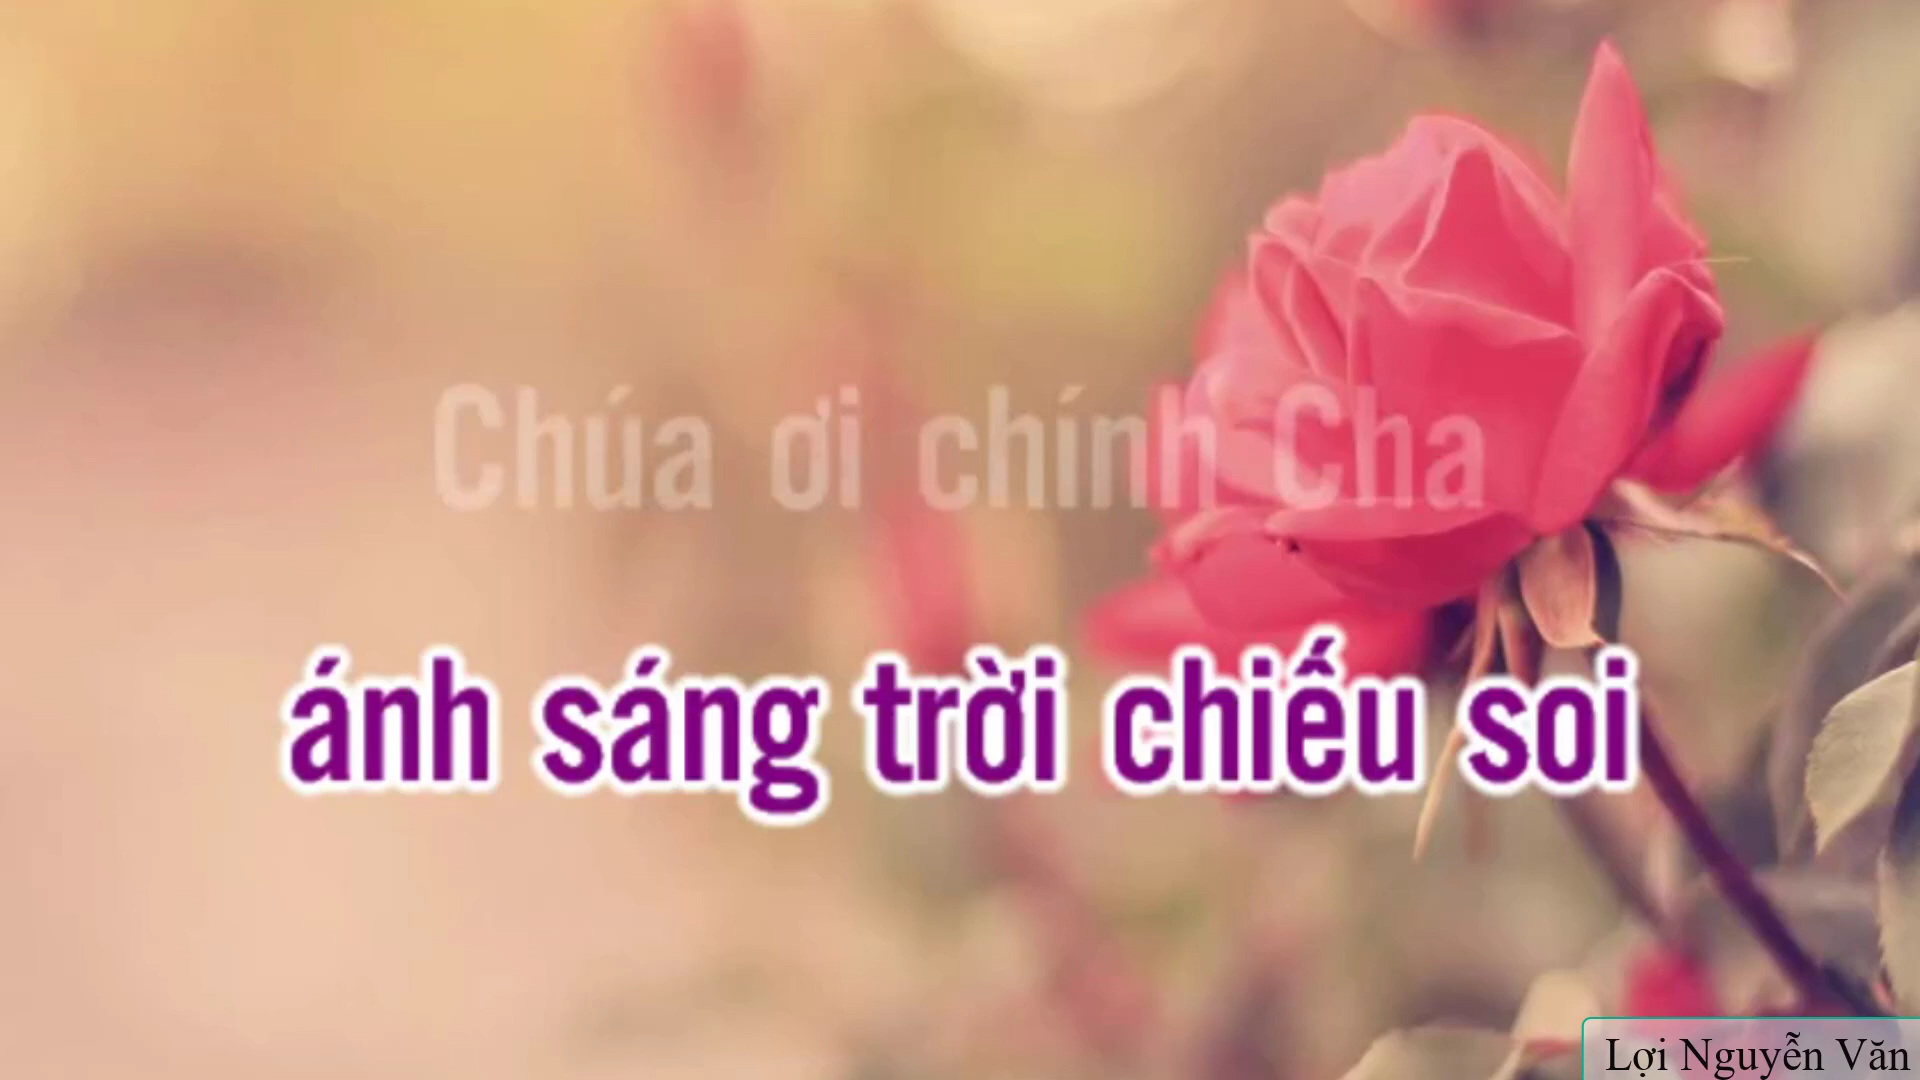 Chúa ơi chính Cha
ánh sáng trời chiếu soi
Lợi Nguyễn Văn